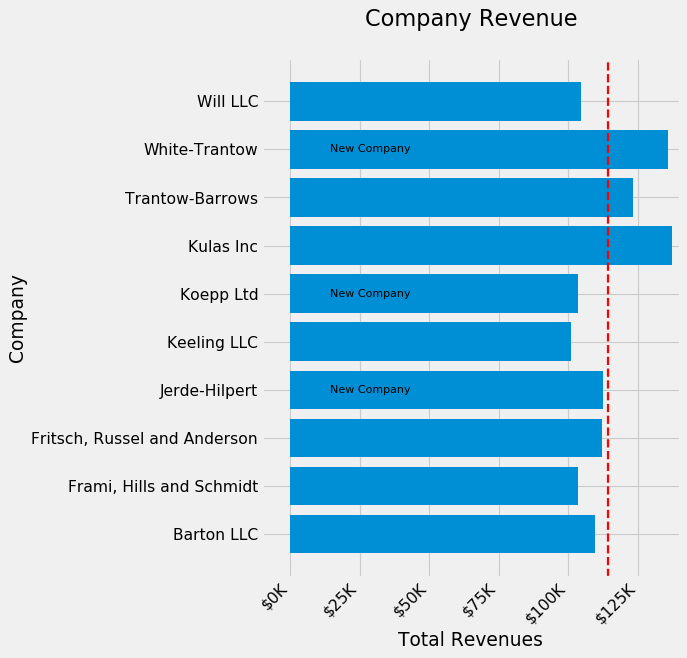 Company Revenue
Company
Will LLC
White-Trantow
New Company
Trantow-Barrows
Kulas Inc
Koepp Ltd
New Company
Keeling LLC
Jerde-Hilpert
New Company
Fritsch, Russel and Anderson
Frami, Hills and Schmidt
Barton LLC
$0K
$25K
$50K
$75K
$100K
$125K
Total Revenues